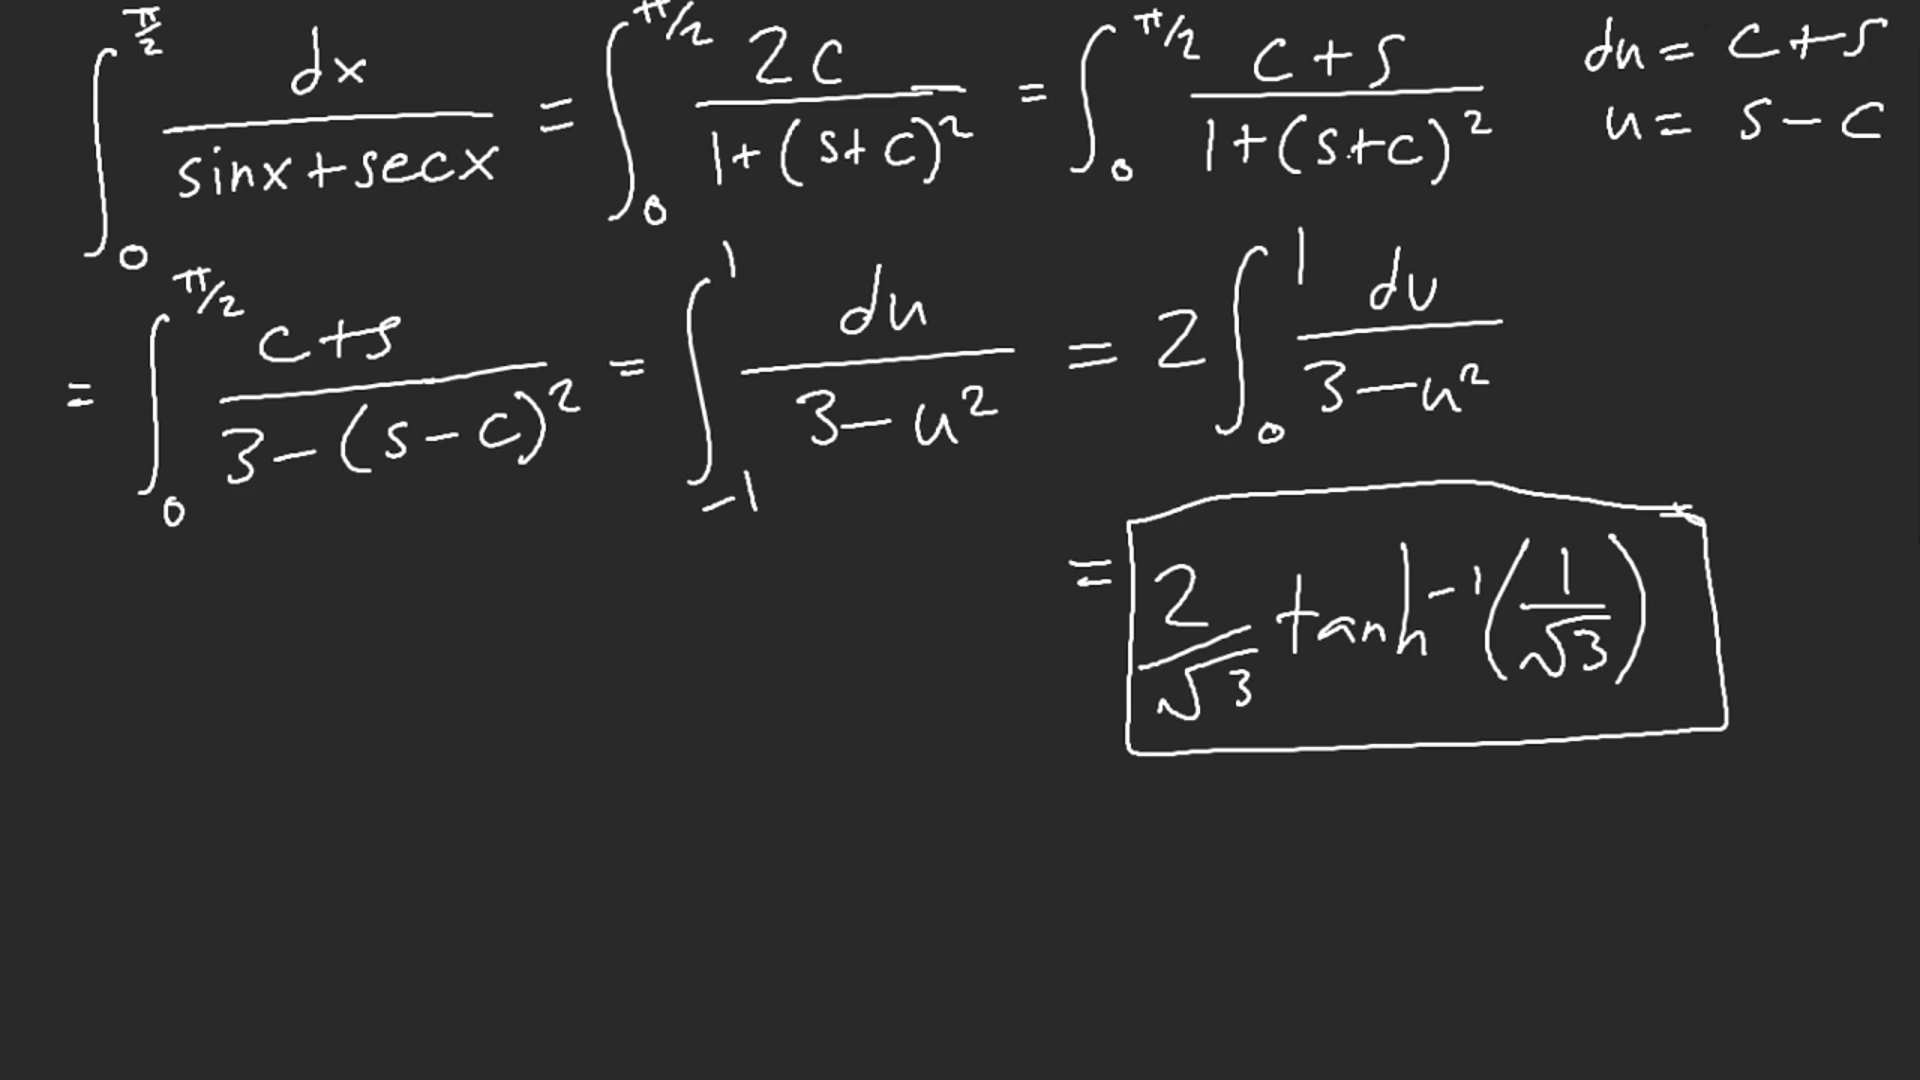 ∫₀^(π/2) dx/(sinx+secx) = ∫₀^(π/2) 2c/(1+(s+c)²) = ∫₀^(π/2) (c+s)/(1+(s+c)²)
du = c+s
u = s-c
= ∫₀^(π/2) (c+s)/(3-(s-c)²) = ∫₋₁^1 du/(3-u²) = 2∫₀^1 du/(3-u²)
= 2/√3 tanh⁻¹(1/√3)